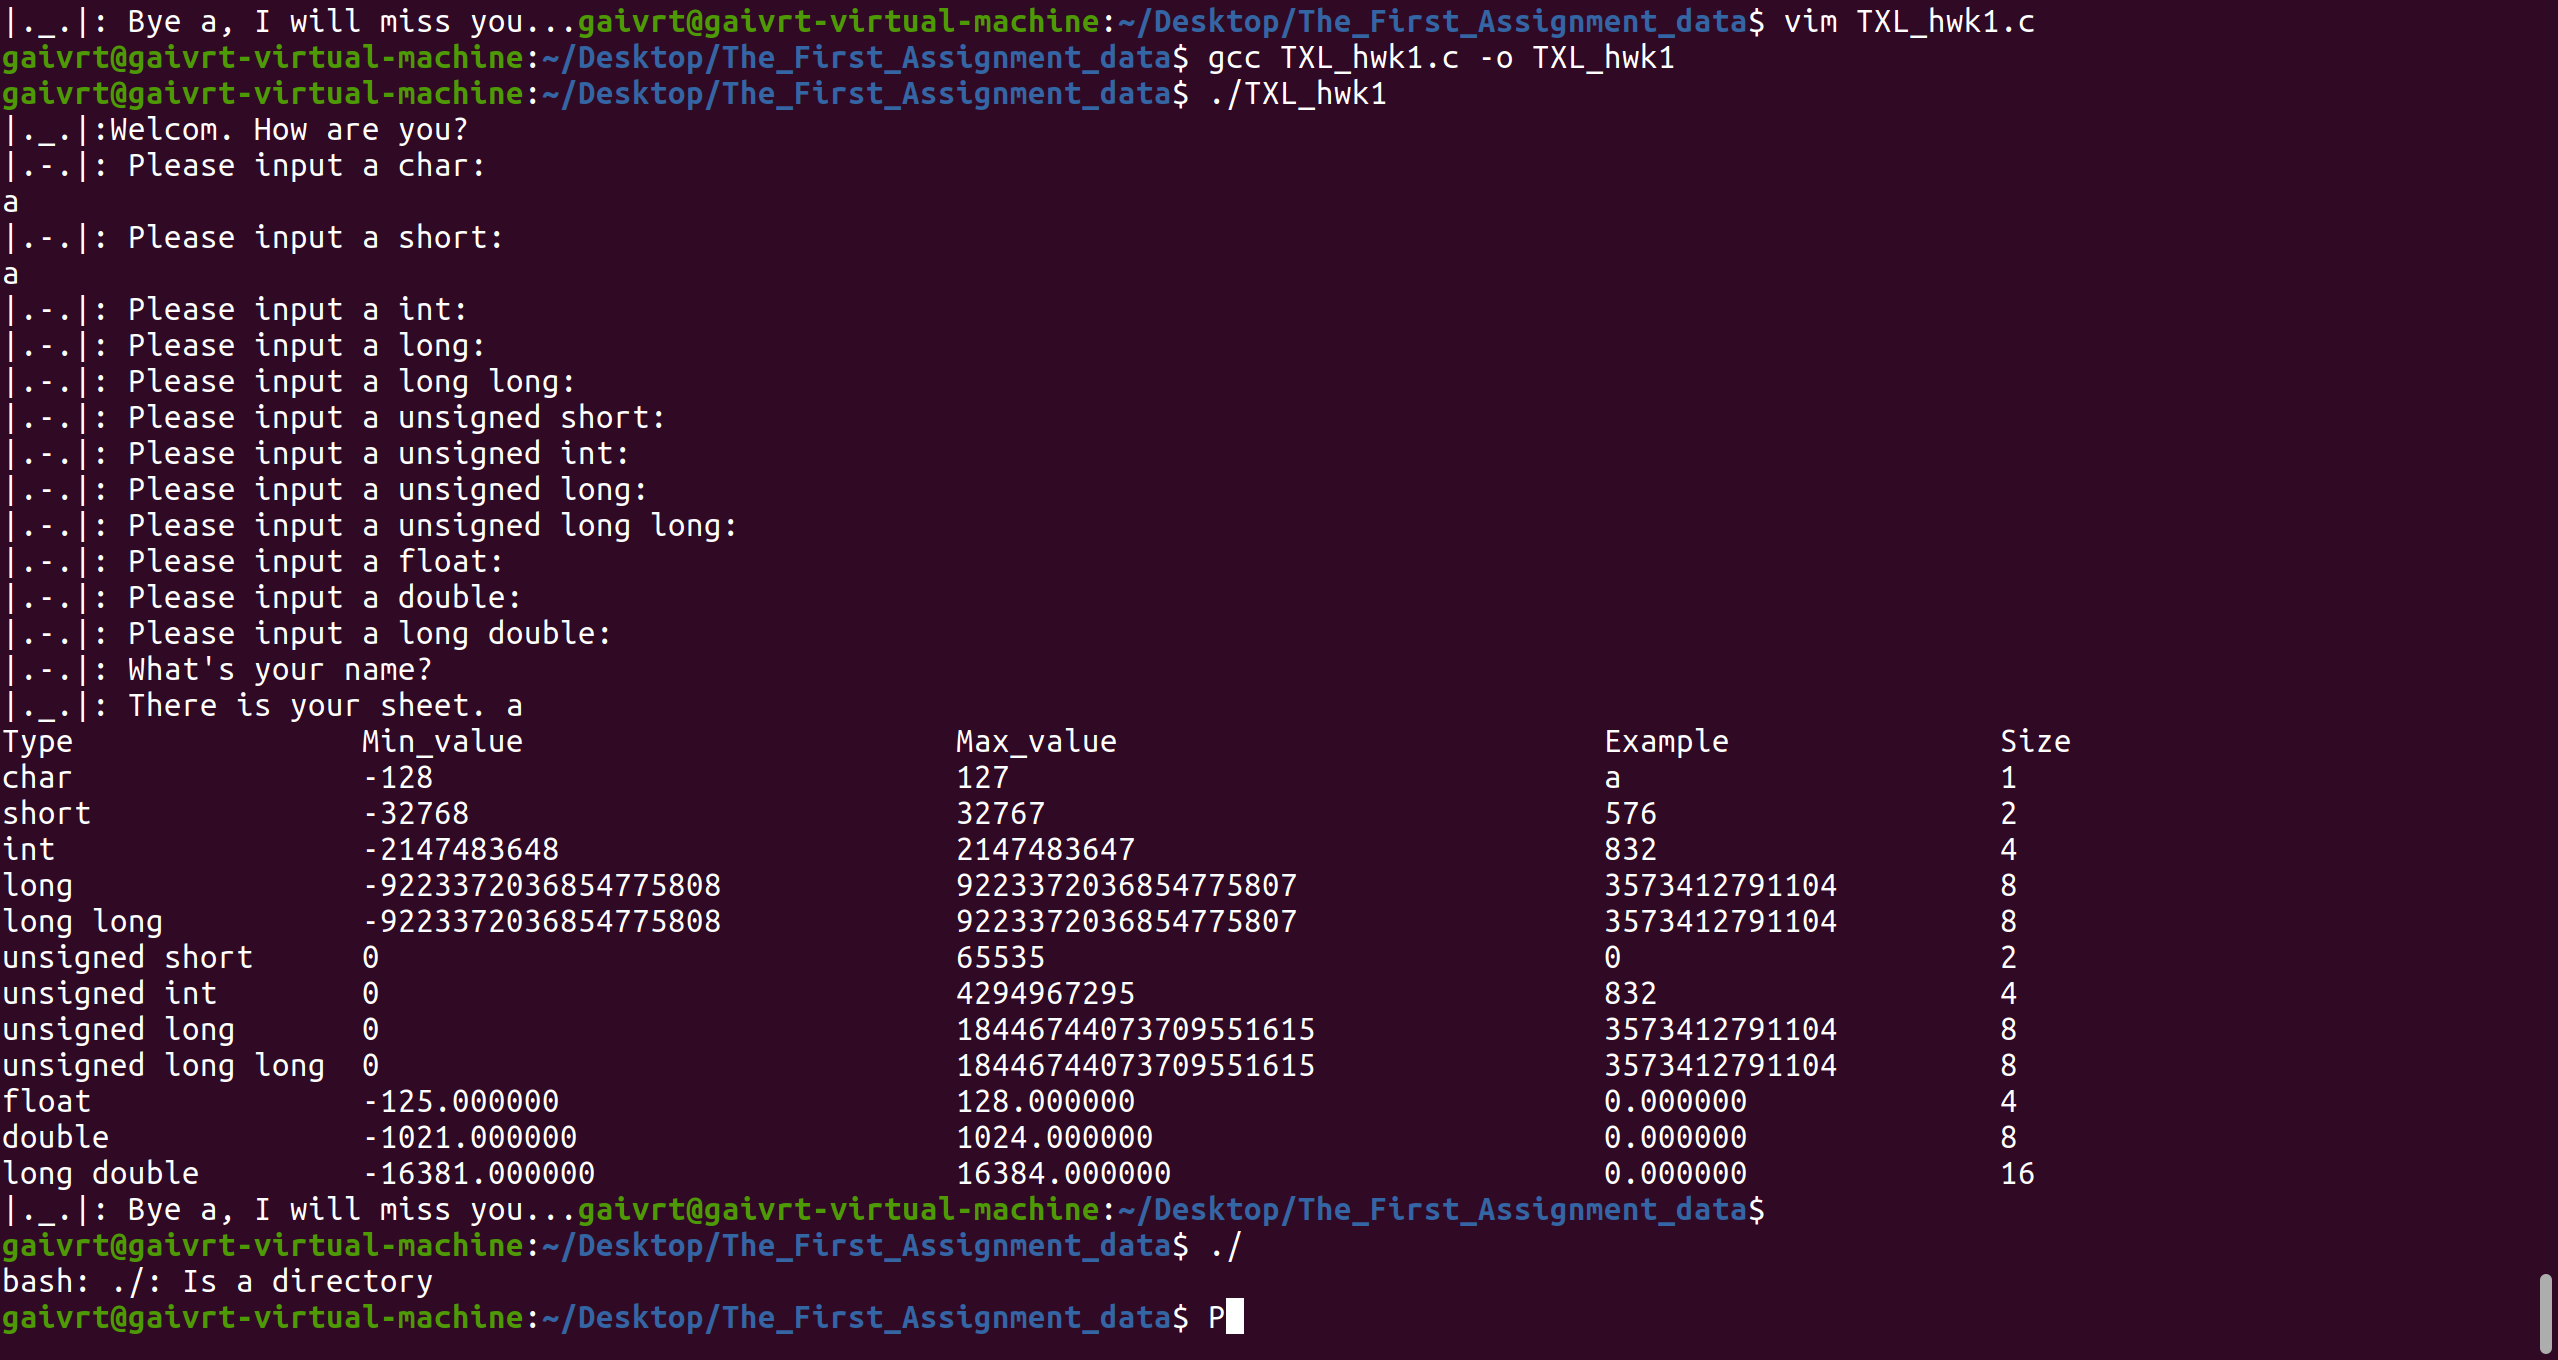 |._.|: Bye a, I will miss you...gaivrt@gaivrt-virtual-machine:~/Desktop/The_First_Assignment_data$ vim TXL_hwk1.c
gaivrt@gaivrt-virtual-machine:~/Desktop/The_First_Assignment_data$ gcc TXL_hwk1.c -o TXL_hwk1
gaivrt@gaivrt-virtual-machine:~/Desktop/The_First_Assignment_data$ ./TXL_hwk1
|._.|:Welcom. How are you?
|.-.|: Please input a char:
a
|.-.|: Please input a short:
a
|.-.|: Please input a int:
|.-.|: Please input a long:
|.-.|: Please input a long long:
|.-.|: Please input a unsigned short:
|.-.|: Please input a unsigned int:
|.-.|: Please input a unsigned long:
|.-.|: Please input a unsigned long long:
|.-.|: Please input a float:
|.-.|: Please input a double:
|.-.|: Please input a long double:
|.-.|: What's your name?
|._.|: There is your sheet. a
Type Min_value Max_value Example Size
char -128 127 a 1
short -32768 32767 576 2
int -2147483648 2147483647 832 4
long -9223372036854775808 9223372036854775807 3573412791104 8
long long -9223372036854775808 9223372036854775807 3573412791104 8
unsigned short 0 65535 0 2
unsigned int 0 4294967295 832 4
unsigned long 0 18446744073709551615 3573412791104 8
unsigned long long 0 18446744073709551615 3573412791104 8
float -125.000000 128.000000 0.000000 4
double -1021.000000 1024.000000 0.000000 8
long double -16381.000000 16384.000000 0.000000 16
|._.|: Bye a, I will miss you...gaivrt@gaivrt-virtual-machine:~/Desktop/The_First_Assignment_data$
gaivrt@gaivrt-virtual-machine:~/Desktop/The_First_Assignment_data$ ./
bash: ./: Is a directory
gaivrt@gaivrt-virtual-machine:~/Desktop/The_First_Assignment_data$ P